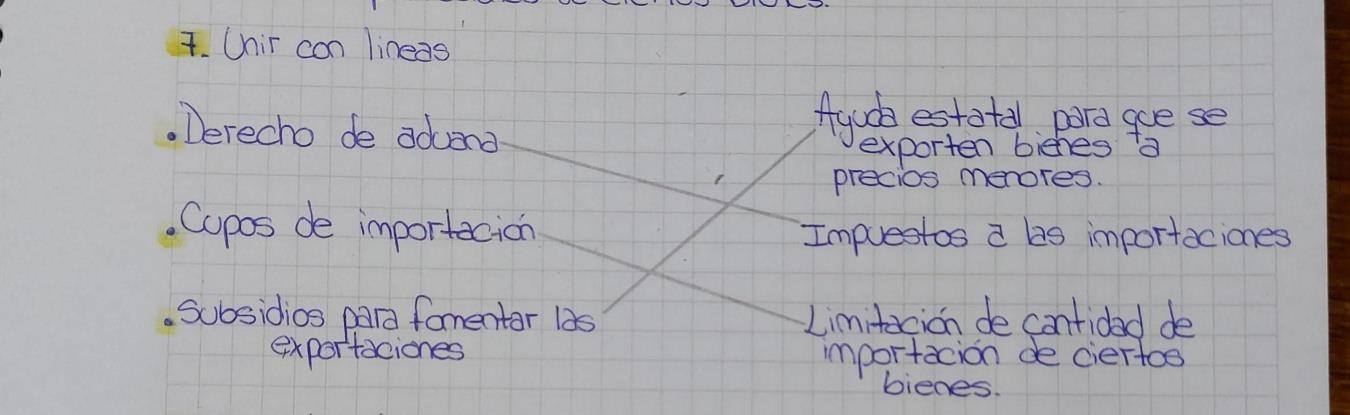 7. Unir con lineas
. Derecho de aduana
Ayuda estatal para que se
exporten bienes a
precios menores.
. Cupos de importación
Impuestos a las importaciones
. Subsidios para fomentar las
exportaciones
Limitación de cantidad de
importación de ciertos
bienes.